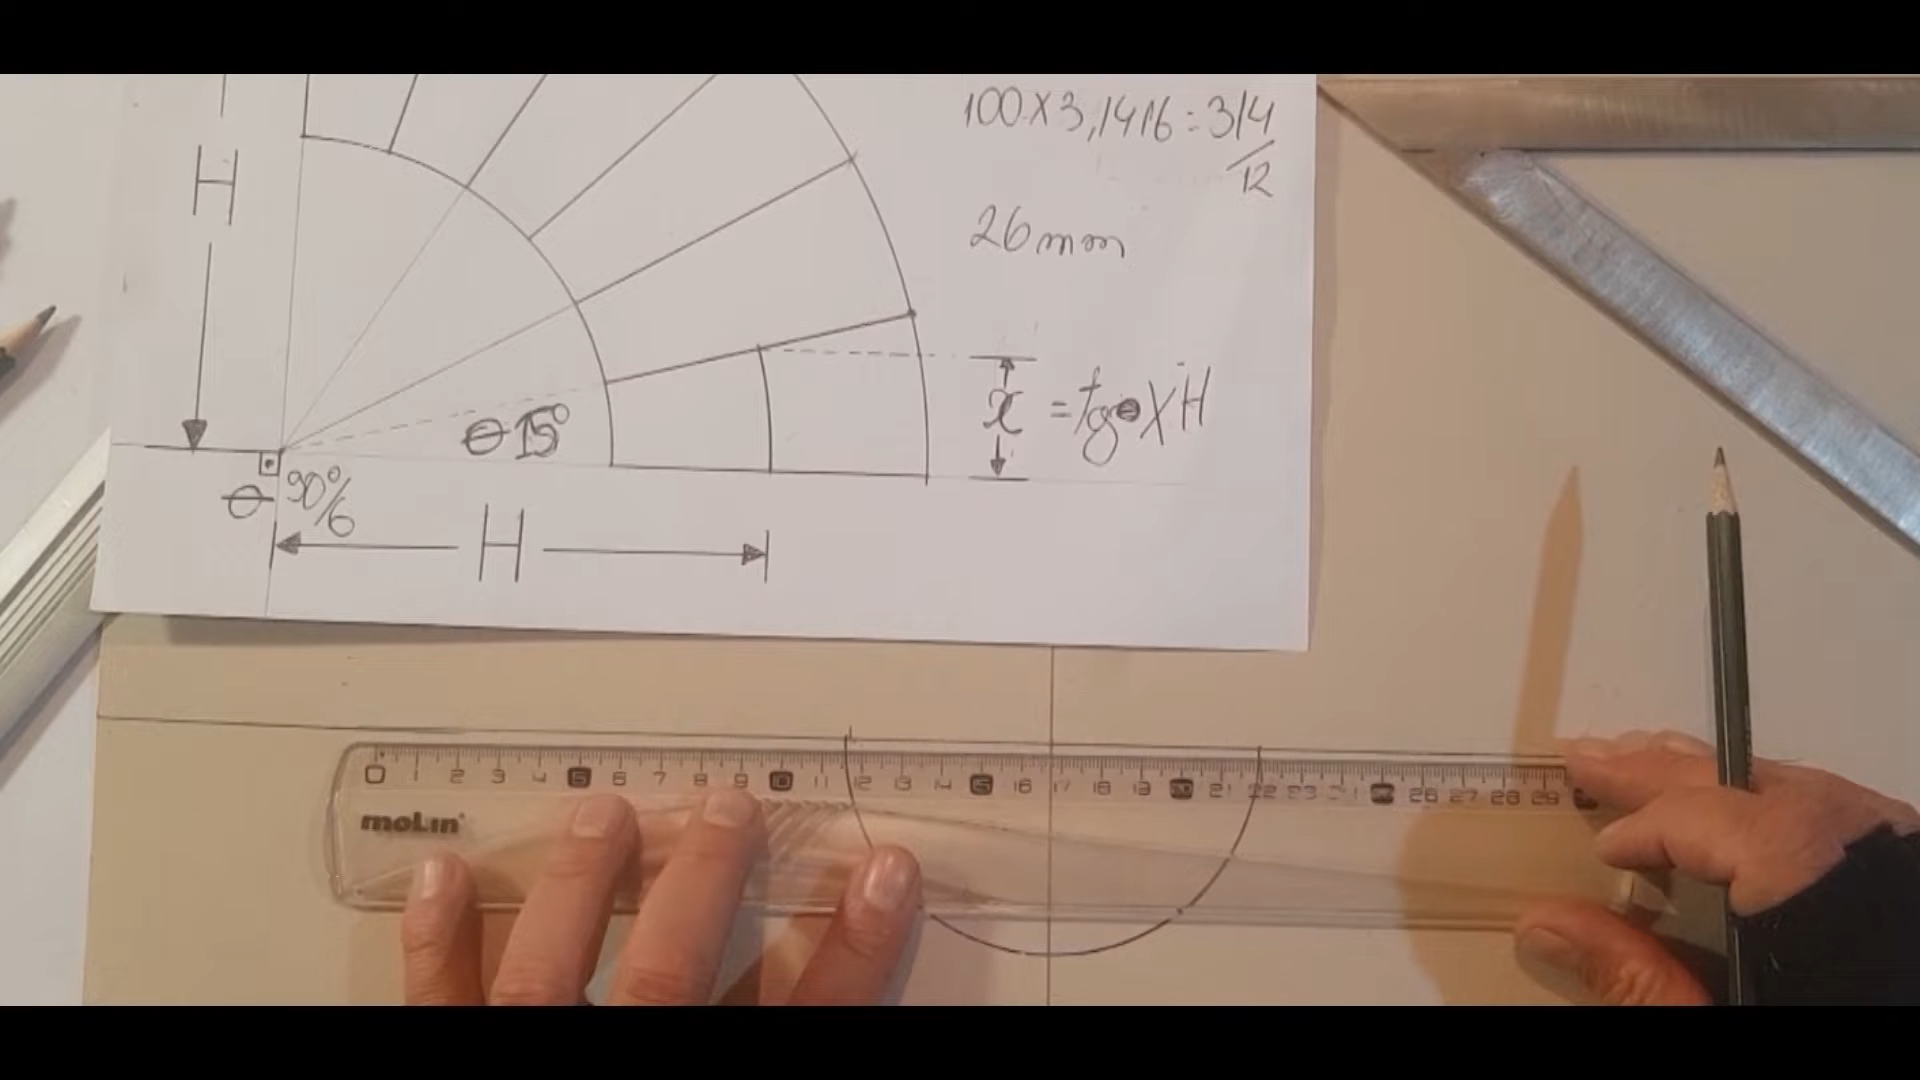 100 X 3,1416 = 314
/12
H
26mm
x = tgθ X H
θ 15°
θ 90°/6
H
0 1 2 3 4 5 6 7 8 9 10 11 12 13 14 15 16 17 18 19 20 21 22 23 24 25 26 27 28 29
molin